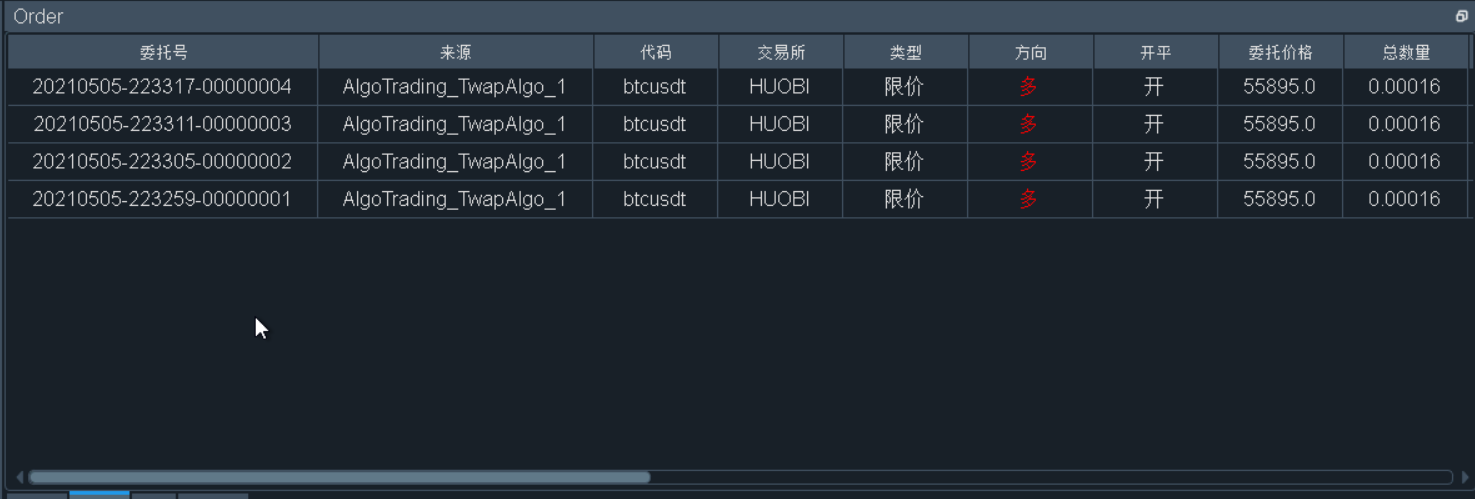 Order
委托号 来源 代码 交易所 类型 方向 开平 委托价格 总数量
20210505-223317-00000004 AlgoTrading_TwapAlgo_1 btcusdt HUOBI 限价 多 开 55895.0 0.00016
20210505-223311-00000003 AlgoTrading_TwapAlgo_1 btcusdt HUOBI 限价 多 开 55895.0 0.00016
20210505-223305-00000002 AlgoTrading_TwapAlgo_1 btcusdt HUOBI 限价 多 开 55895.0 0.00016
20210505-223259-00000001 AlgoTrading_TwapAlgo_1 btcusdt HUOBI 限价 多 开 55895.0 0.00016